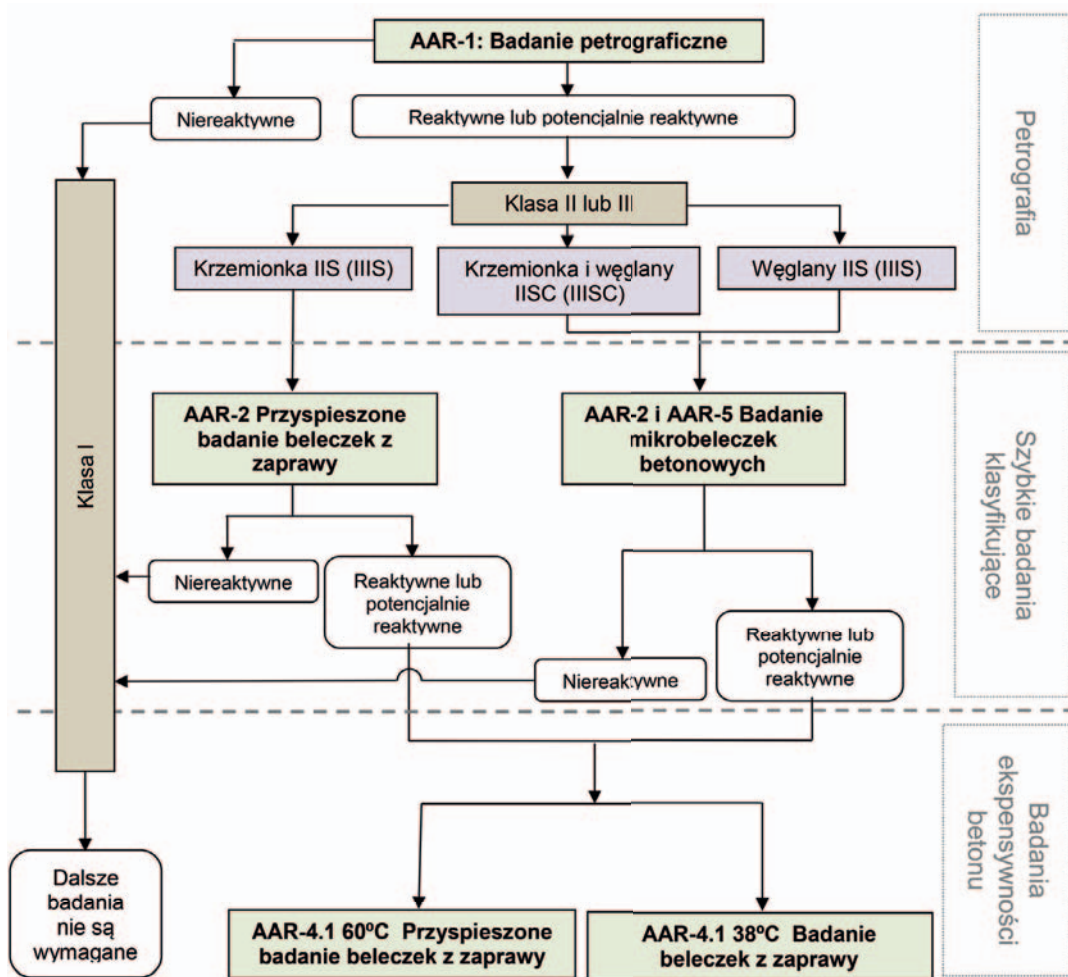 AAR-1: Badanie petrograficzne
Niereaktywne
Reaktywne lub potencjalnie reaktywne
Petrografia
Klasa II lub III
Krzemionka IIS (IIIS)
Krzemionka i węglany
IISC (IIISC)
Węglany IIS (IIIS)
Klasa I
AAR-2 Przyspieszone
badanie beleczek z
zaprawy
AAR-2 i AAR-5 Badanie
mikrobeleczek
betonowych
Szybkie badania
klasyfikujące
Niereaktywne
Reaktywne lub
potencjalnie
reaktywne
Niereaktywne
Reaktywne lub
potencjalnie
reaktywne
Badania
ekspensywności
betonu
Dalsze
badania
nie są
wymagane
AAR-4.1 60ºC Przyspieszone
badanie beleczek z zaprawy
AAR-4.1 38ºC Badanie
beleczek z zaprawy